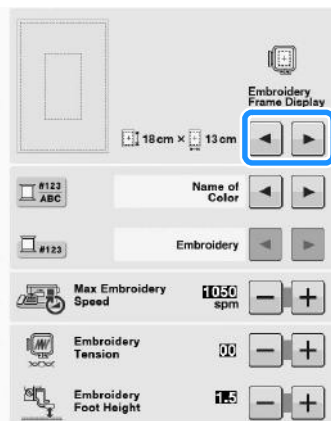 Embroidery
Frame Display
18cm × 13cm
#123
ABC
Name of
Color
#123
Embroidery
Max Embroidery
Speed
1050
spm
Embroidery
Tension
00
Embroidery
Foot Height
1.5